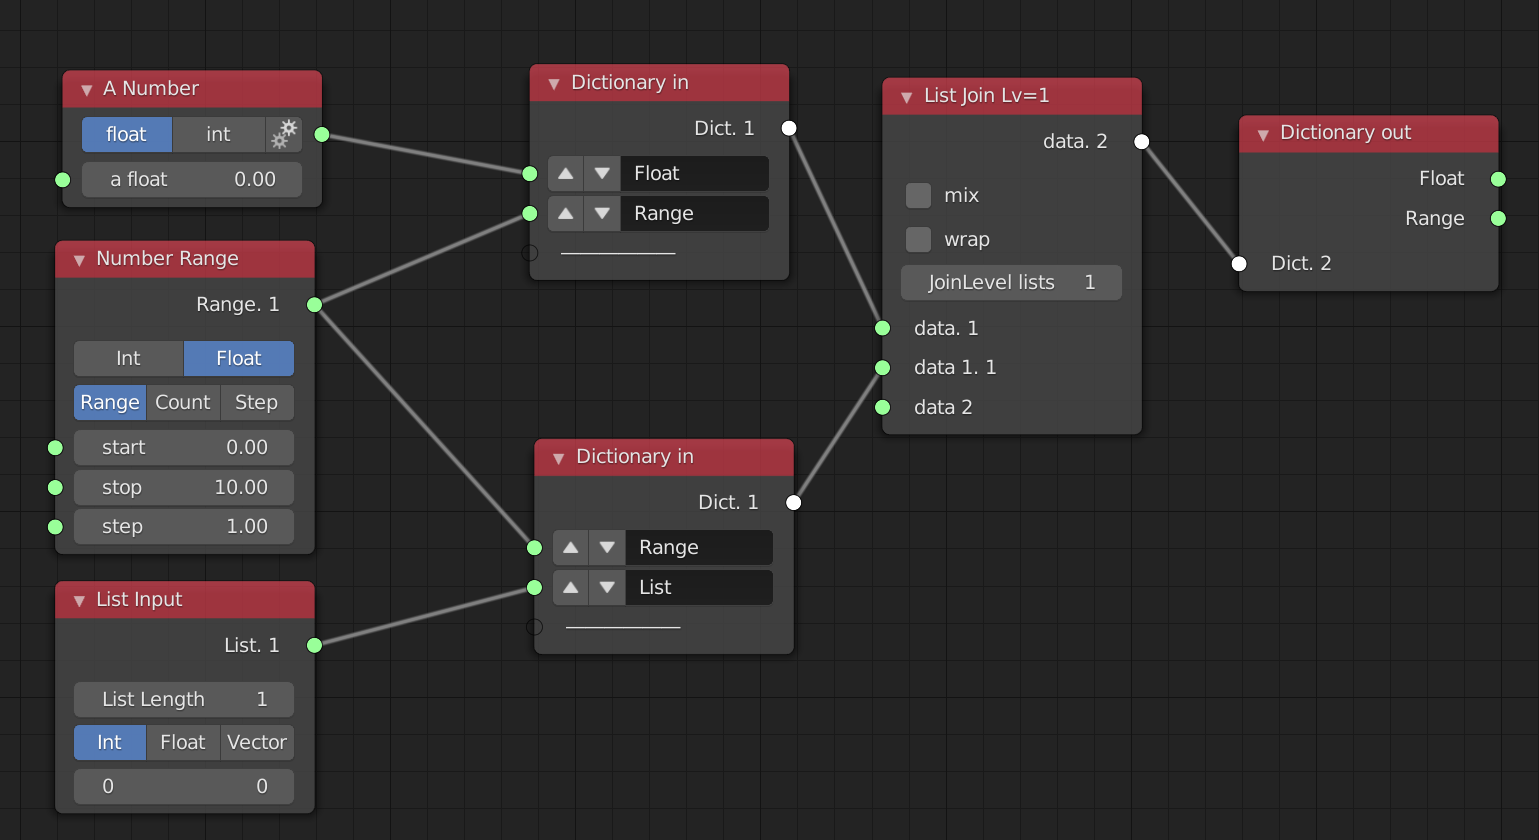 A Number
float int
a float 0.00
Number Range
Range. 1
Int Float
Range Count Step
start 0.00
stop 10.00
step 1.00
List Input
List. 1
List Length 1
Int Float Vector
0 0
Dictionary in
Dict. 1
Float
Range
Dictionary in
Dict. 1
Range
List
List Join Lv=1
data. 2
mix
wrap
JoinLevel lists 1
data. 1
data 1. 1
data 2
Dictionary out
Float
Range
Dict. 2